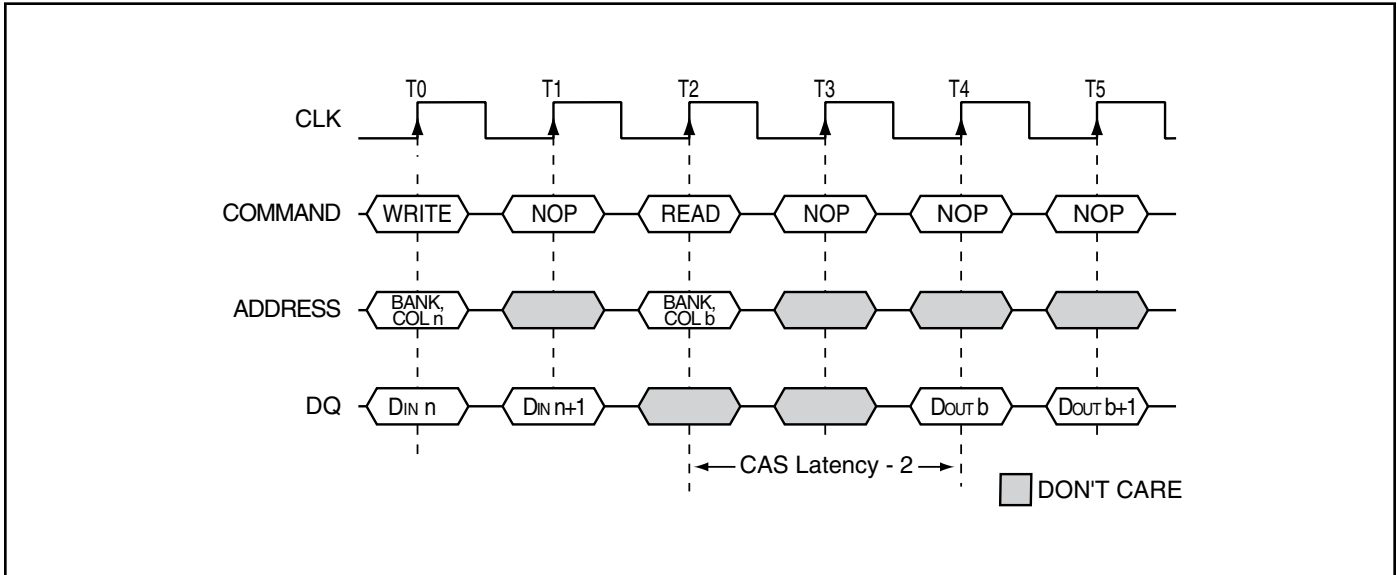 T0 T1 T2 T3 T4 T5
CLK
COMMAND WRITE NOP READ NOP NOP NOP
ADDRESS BANK, COL n BANK, COL b
DQ DIN n DIN n+1 DOUT b DOUT b+1
CAS Latency - 2
DON'T CARE